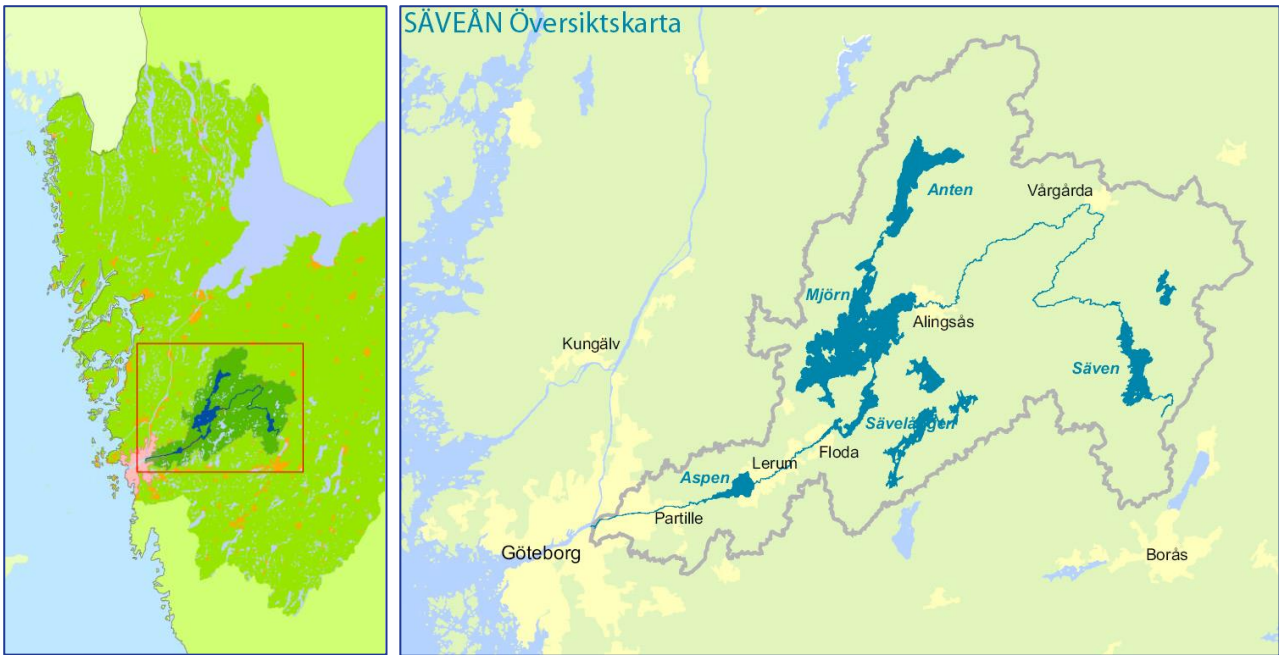 SÄVEÅN Översiktskarta
Anten
Vårgårda
Mjörn
Alingsås
Kungälv
Säven
Sävelången
Floda
Lerum
Aspen
Partille
Göteborg
Borås